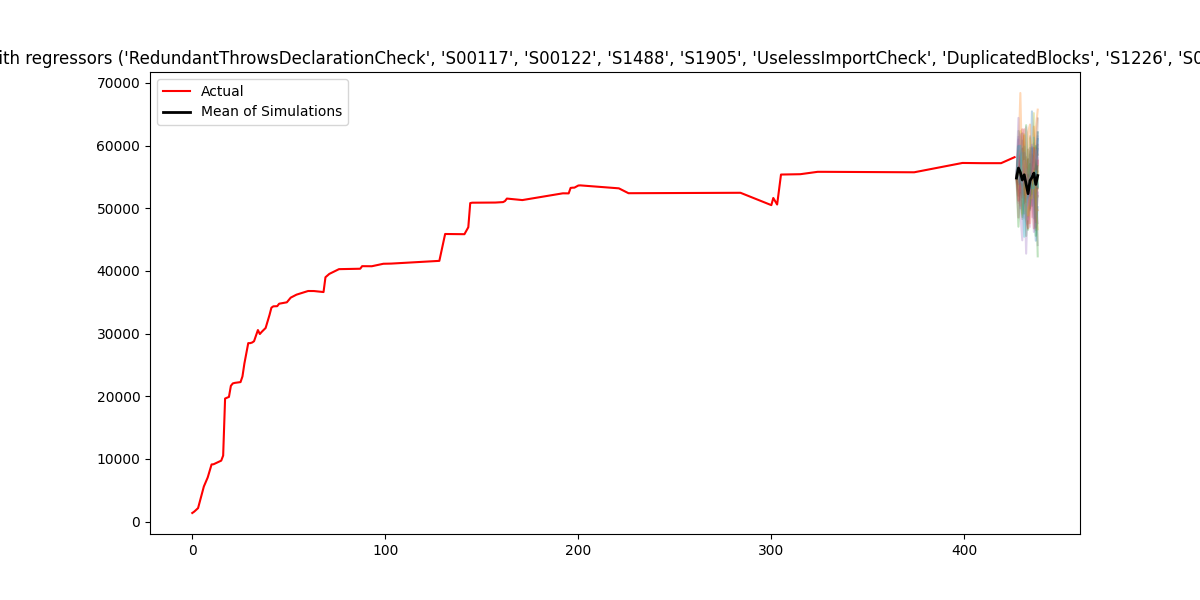 ith regressors ('RedundantThrowsDeclarationCheck', 'S00117', 'S00122', 'S1488', 'S1905', 'UselessImportCheck', 'DuplicatedBlocks', 'S1226', 'S0
Actual
Mean of Simulations
70000
60000
50000
40000
30000
20000
10000
0
0 100 200 300 400